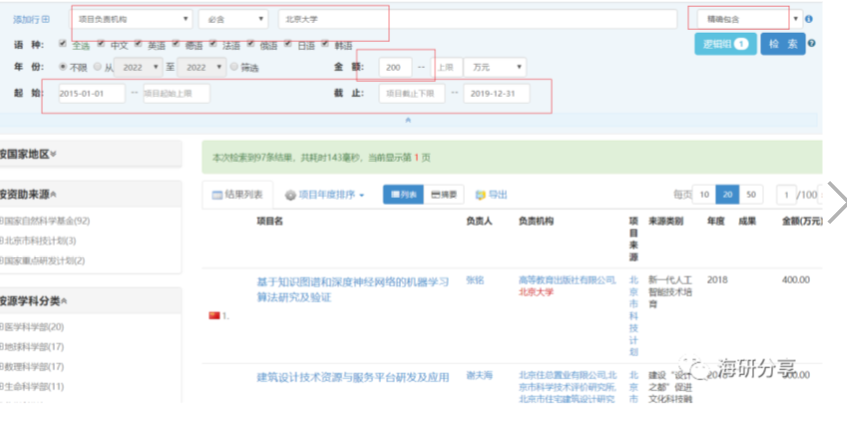 添加行 项目负责机构 必含 北京大学 精确包含
语 种: 全选 中文 英语 德语 法语 俄语 日语 韩语 逻辑组 1 检 索
年 份: 不限 从 2022 至 2022 筛选 金 额: 200 -- 上限 万元
起 始: 2015-01-01 -- 项目起始上限 截 止: 项目截止下限 -- 2019-12-31
按国家地区
本次检索到97条结果，共耗时143毫秒，当前显示第 1 页
按资助来源
结果列表 项目年度排序 列表 摘要 导出 每页 10 20 50 1 /100
国家自然科学基金(92)
北京市科技计划(3)
国家重点研发计划(2)
项目名 负责人 负责机构 项目来源 来源类别 年度 成果 金额(万元)
按源学科分类
医学科学部(20)
地球科学部(17)
数理科学部(17)
生命科学部(11)
1. 基于知识图谱和深度神经网络的机器学习
算法研究及验证
张铭
高等教育出版社有限公司,
北京大学
北京市科技计划
新一代人工
智能技术培
育
2018
400.00
建筑设计技术资源与服务平台研发及应用
谢夫海
北京住总置业有限公司,北
京市科学技术评价研究所,
北京市住宅建筑设计研究
北京市
建设“设计
之都”促进
文化科技融
海研分享